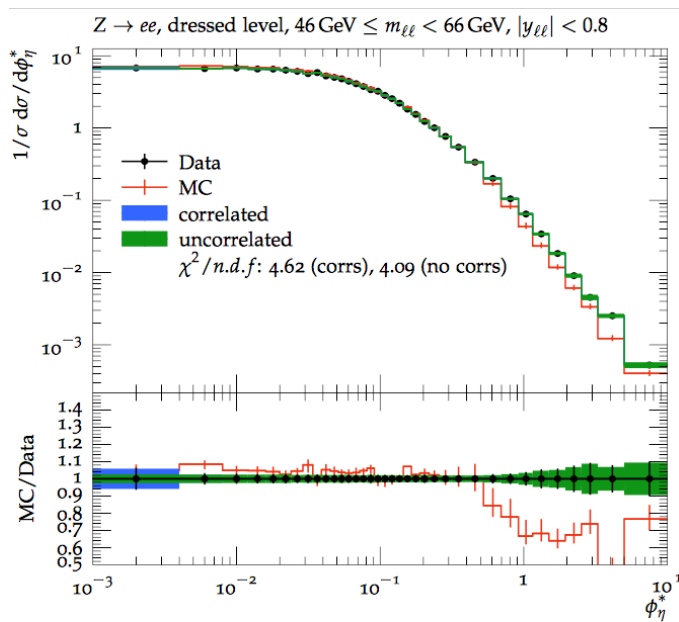 Z → ee, dressed level, 46 GeV ≤ mℓℓ < 66 GeV, |yℓℓ| < 0.8
1/σ dσ/dϕ*η
10¹
1
10⁻¹
10⁻²
10⁻³
Data
MC
correlated
uncorrelated
χ²/n.d.f: 4.62 (corrs), 4.09 (no corrs)
MC/Data
1.4
1.3
1.2
1.1
1
0.9
0.8
0.7
0.6
0.5
10⁻³ 10⁻² 10⁻¹ 1 10¹
ϕ*η